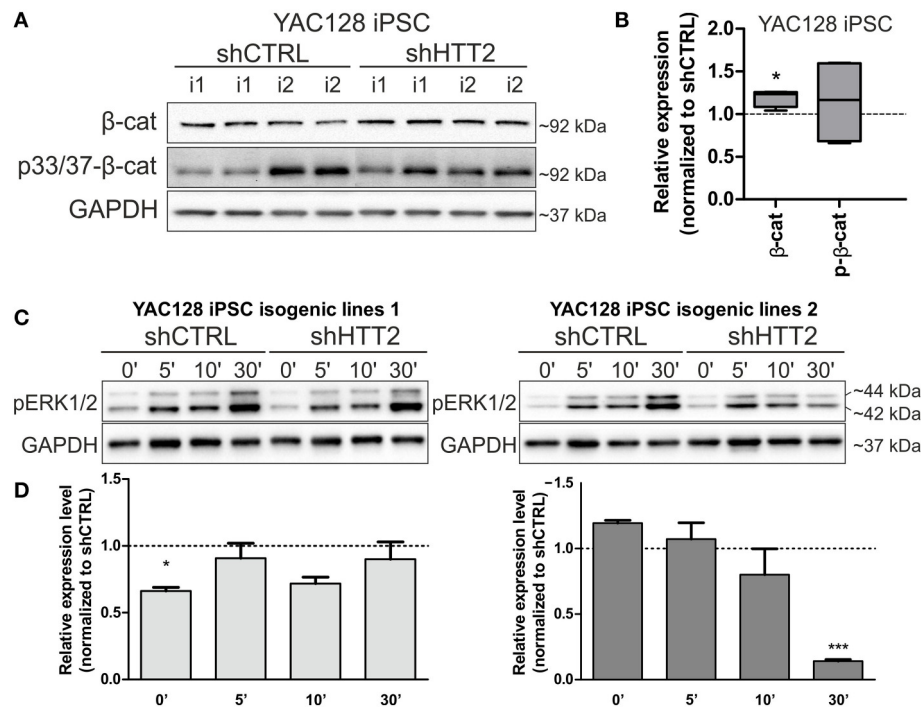 A
YAC128 iPSC
shCTRL shHTT2
i1 i1 i2 i2 i1 i1 i2 i2
β-cat ~92 kDa
p33/37-β-cat ~92 kDa
GAPDH ~37 kDa
B
YAC128 iPSC
Relative expression
(normalized to shCTRL)
2.0
1.5
1.0
0.5
0.0
*
β-cat p-β-cat
C
YAC128 iPSC isogenic lines 1
shCTRL shHTT2
0' 5' 10' 30' 0' 5' 10' 30'
pERK1/2
GAPDH
YAC128 iPSC isogenic lines 2
shCTRL shHTT2
0' 5' 10' 30' 0' 5' 10' 30'
pERK1/2 ~44 kDa
~42 kDa
GAPDH ~37 kDa
D
Relative expression level
(normalized to shCTRL)
1.5
1.0
0.5
0.0
*
0’ 5’ 10’ 30’
Relative expression level
(normalized to shCTRL)
1.5
1.0
0.5
0.0
***
0’ 5’ 10’ 30’